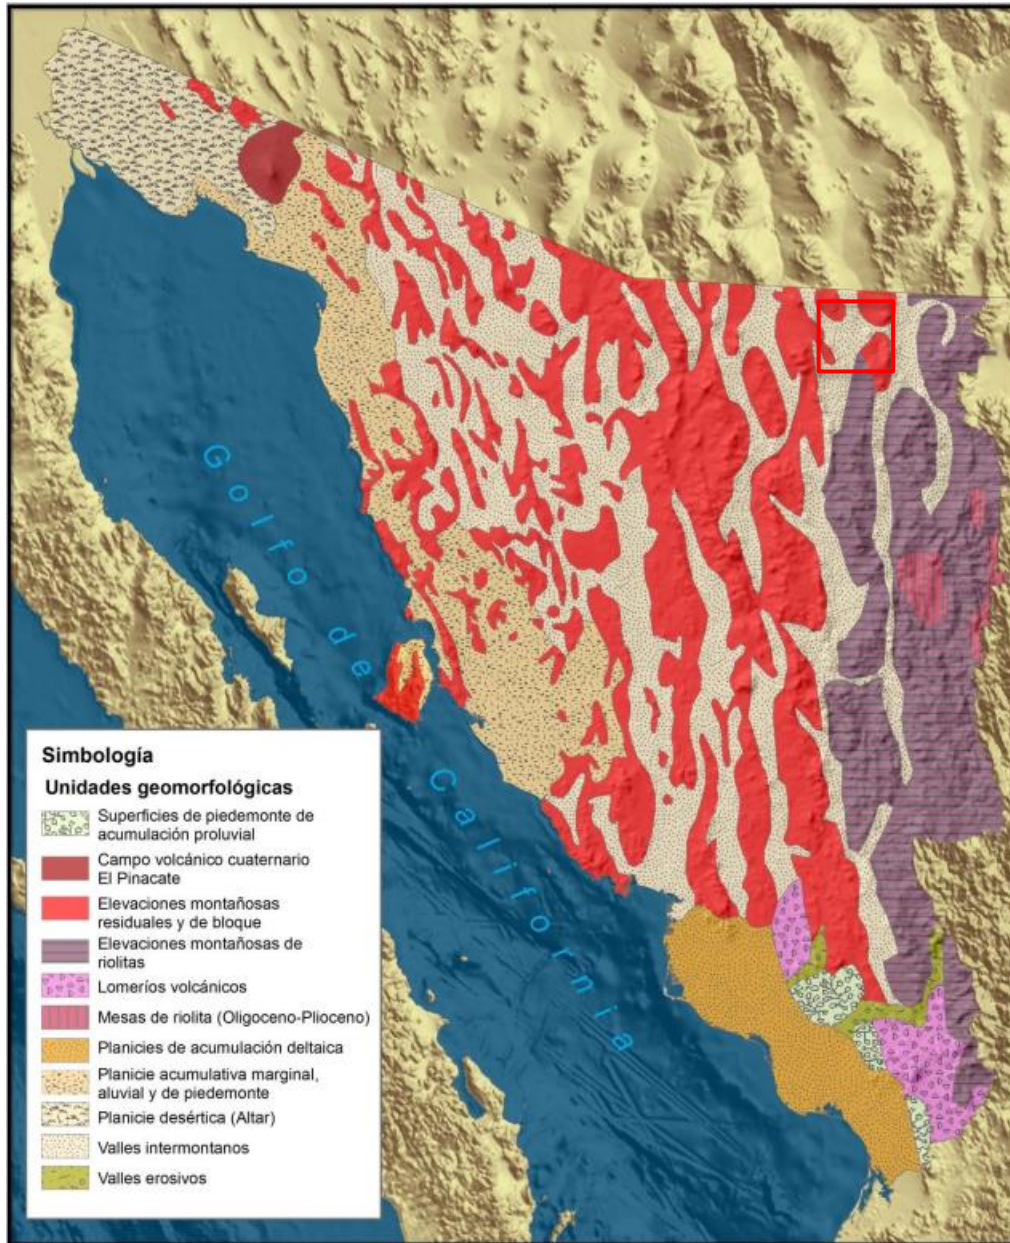 Golfo de California
Simbología
Unidades geomorfológicas
Superficies de piedemonte de
acumulación proluvial
Campo volcánico cuaternario
El Pinacate
Elevaciones montañosas
residuales y de bloque
Elevaciones montañosas de
riolitas
Lomeríos volcánicos
Mesas de riolita (Oligoceno-Plioceno)
Planicies de acumulación deltaica
Planicie acumulativa marginal,
aluvial y de piedemonte
Planicie desértica (Altar)
Valles intermontanos
Valles erosivos